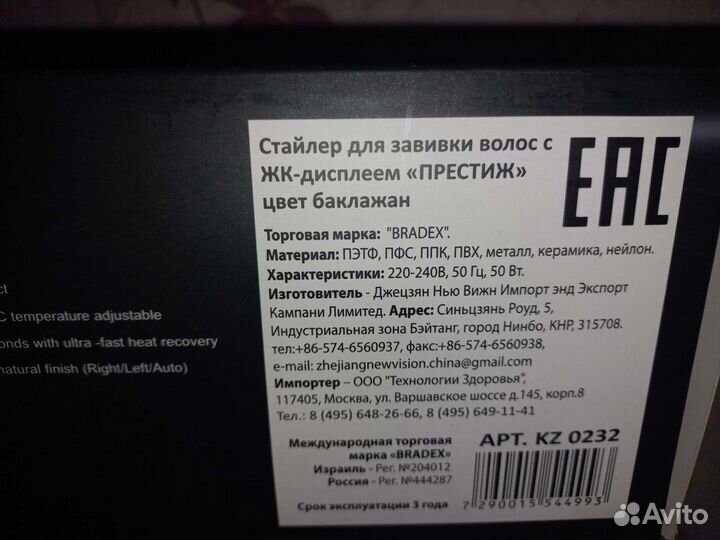 Стайлер для завивки волос с
ЖК-дисплеем «ПРЕСТИЖ»
цвет баклажан
EAC
Торговая марка: "BRADEX".
Материал: ПЭТФ, ПФС, ППК, ПВХ, металл, керамика, нейлон.
Характеристики: 220-240В, 50 Гц, 50 Вт.
Изготовитель - Джецзян Нью Вижн Импорт энд Экспорт
Кампани Лимитед. Адрес: Синьцзянь Роуд, 5,
Индустриальная зона Бэйтанг, город Нинбо, КНР, 315708.
тел:+86-574-6560937, факс:+86-574-6560938,
e-mail: zhejiangnewvision.china@gmail.com
Импортер – ООО "Технологии Здоровья",
117405, Москва, ул. Варшавское шоссе д.145, корп.8
Тел.: 8 (495) 648-26-66, 8 (495) 649-11-41
Международная торговая
марка «BRADEX»
Израиль - Рег. №204012
Россия - Рег. №444287
Срок эксплуатации 3 года
АРТ. KZ 0232
7 290015 544993
ct
C temperature adjustable
onds with ultra -fast heat recovery
natural finish (Right/Left/Auto)
Avito